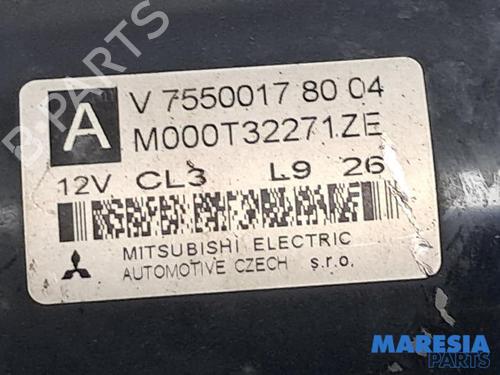 A
V 7550017 80 04
M000T32271ZE
12V CL3 L9 26
MITSUBISHI ELECTRIC
AUTOMOTIVE CZECH s.r.o.
B-PARTS
MARESIA
PARTS